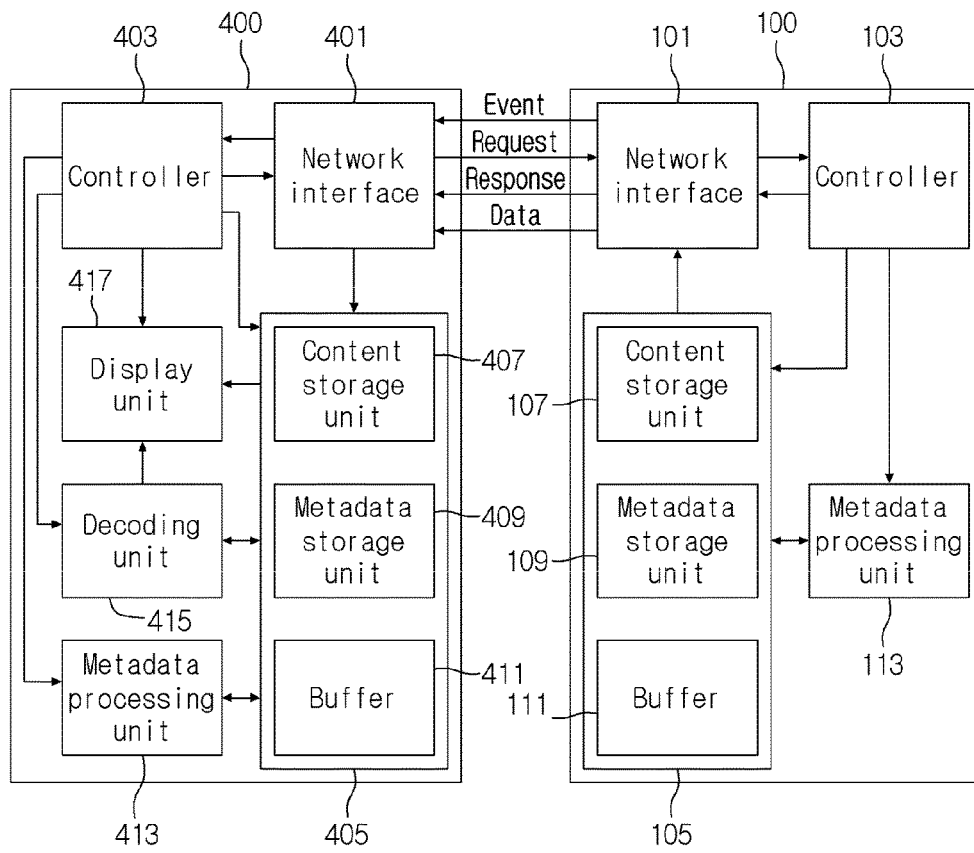 403
400
401
101
100
103
Controller
Network
interface
Event
Request
Response
Data
Network
interface
Controller
417
Display
unit
Content
storage
unit
407
107
Content
storage
unit
Decoding
unit
415
Metadata
storage
unit
409
109
Metadata
storage
unit
Metadata
processing
unit
113
Metadata
processing
unit
Buffer
411
111
Buffer
413
405
105